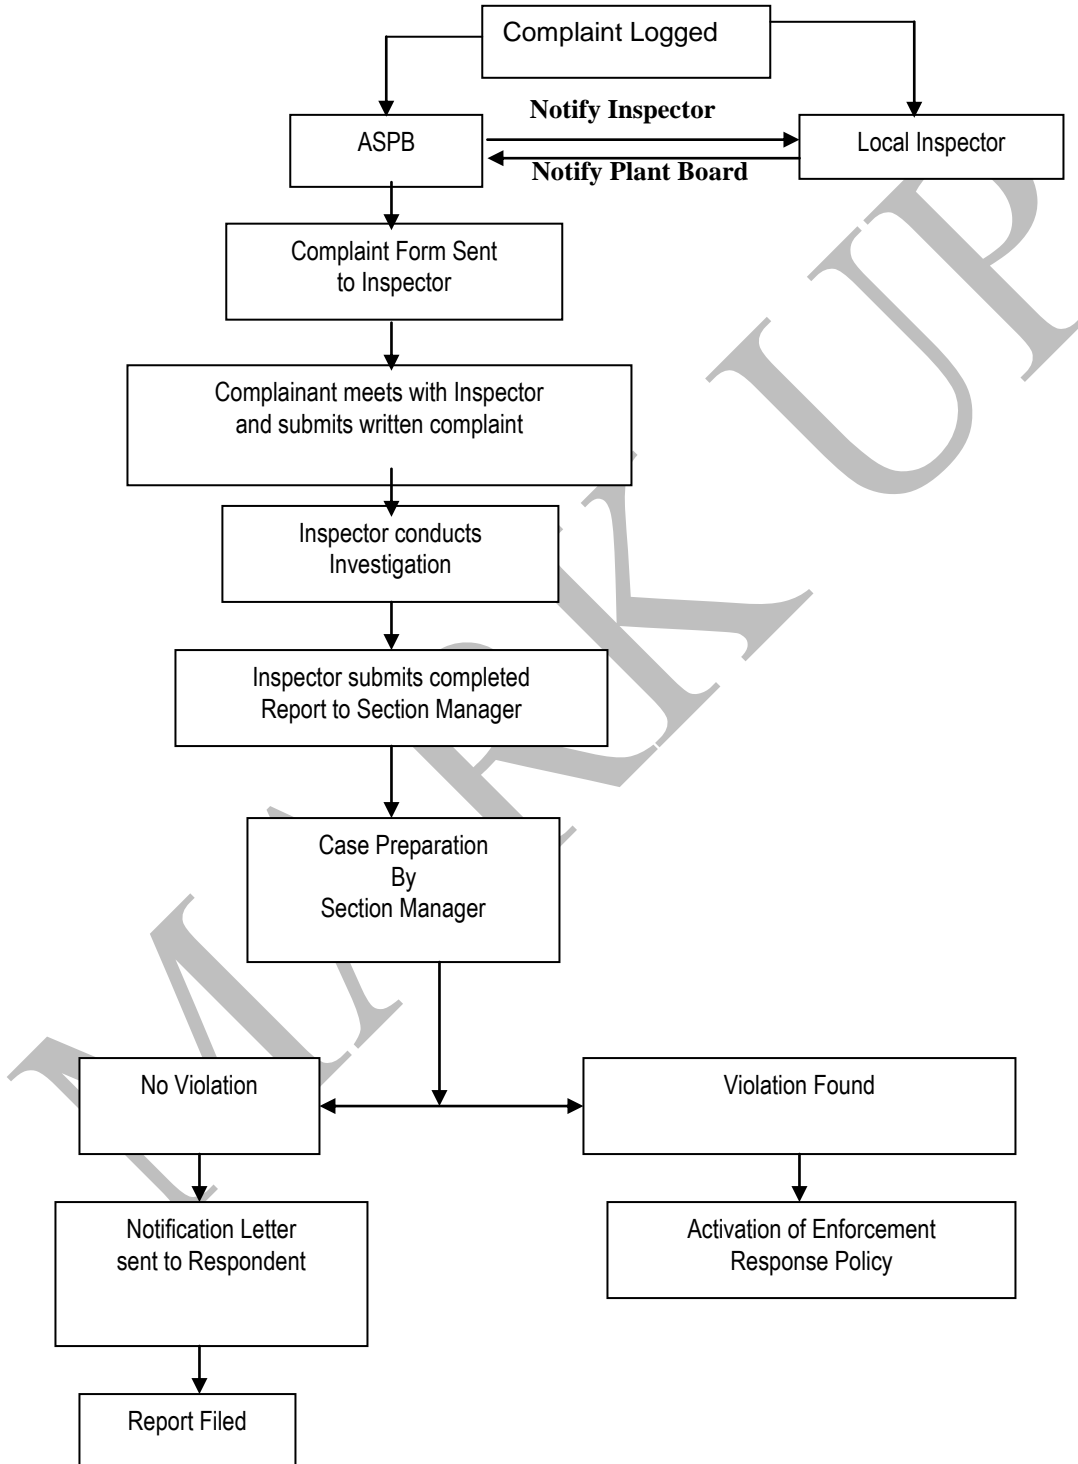 Complaint Logged
Notify Inspector
ASPB
Local Inspector
Notify Plant Board
Complaint Form Sent
to Inspector
Complainant meets with Inspector
and submits written complaint
Inspector conducts
Investigation
Inspector submits completed
Report to Section Manager
Case Preparation
By
Section Manager
No Violation
Violation Found
Notification Letter
sent to Respondent
Activation of Enforcement
Response Policy
Report Filed
MARK UP